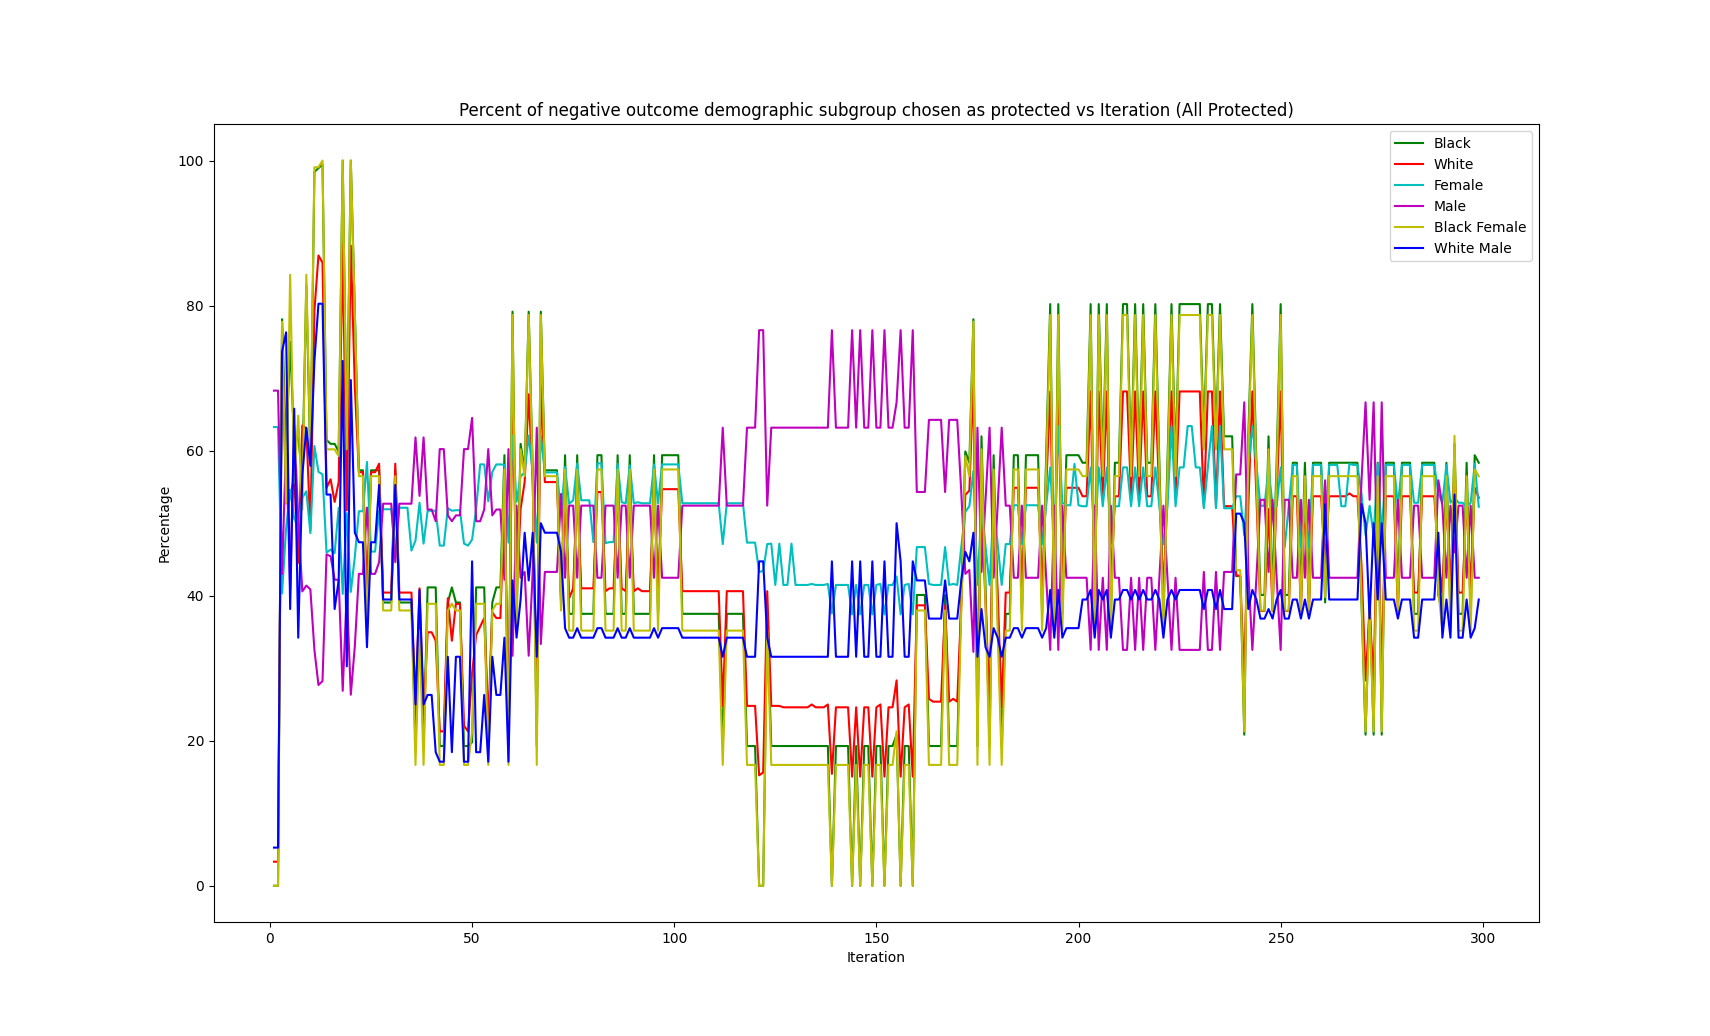 Percent of negative outcome demographic subgroup chosen as protected vs Iteration (All Protected)
Black
White
Female
Male
Black Female
White Male
100
80
60
40
20
0
Percentage
0 50 100 150 200 250 300
Iteration